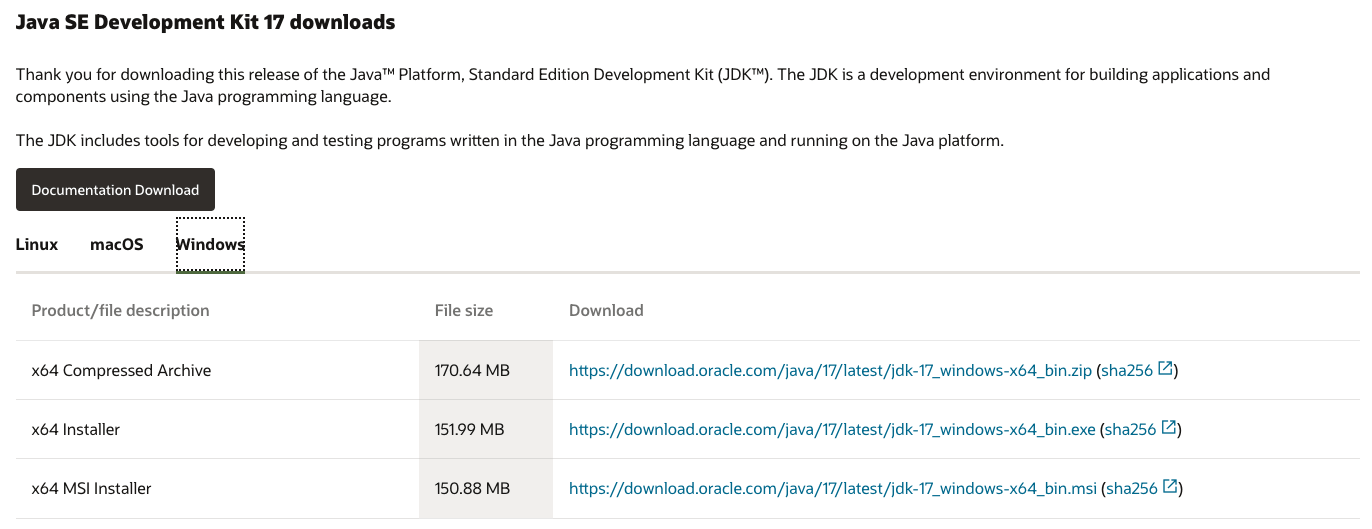 Java SE Development Kit 17 downloads
Thank you for downloading this release of the Java™ Platform, Standard Edition Development Kit (JDK™). The JDK is a development environment for building applications and
components using the Java programming language.
The JDK includes tools for developing and testing programs written in the Java programming language and running on the Java platform.
Documentation Download
Linux macOS Windows
Product/file description File size Download
x64 Compressed Archive 170.64 MB https://download.oracle.com/java/17/latest/jdk-17_windows-x64_bin.zip (sha256)
x64 Installer 151.99 MB https://download.oracle.com/java/17/latest/jdk-17_windows-x64_bin.exe (sha256)
x64 MSI Installer 150.88 MB https://download.oracle.com/java/17/latest/jdk-17_windows-x64_bin.msi (sha256)